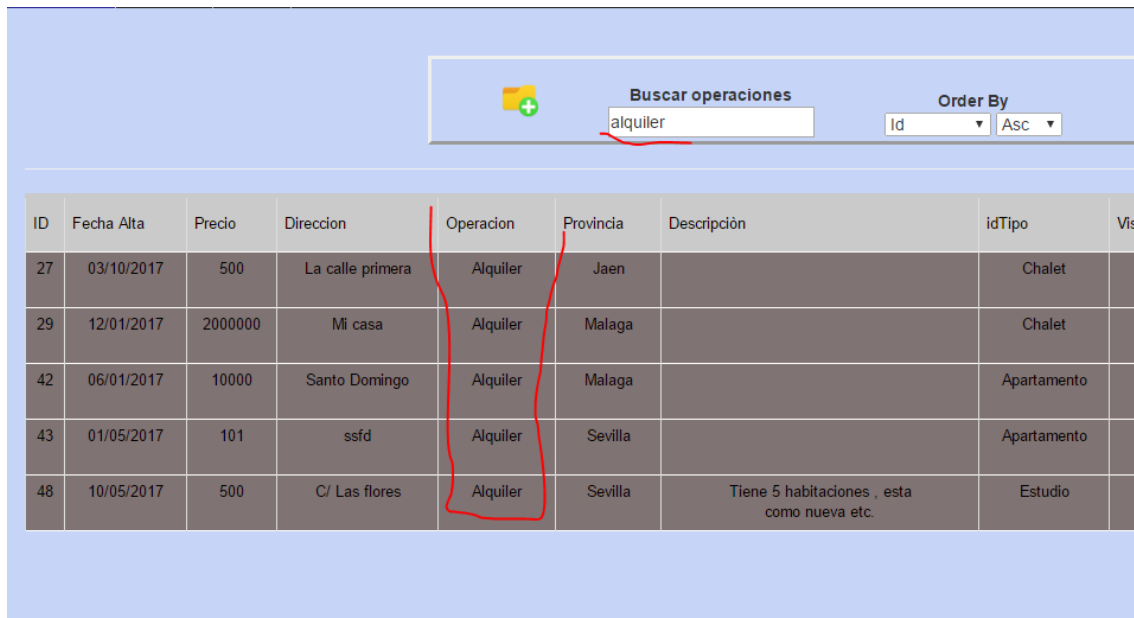 Buscar operaciones
Order By
alquiler
Id Asc
ID Fecha Alta Precio Direccion Operacion Provincia Descripciòn idTipo Vis
27 03/10/2017 500 La calle primera Alquiler Jaen Chalet
29 12/01/2017 2000000 Mi casa Alquiler Malaga Chalet
42 06/01/2017 10000 Santo Domingo Alquiler Malaga Apartamento
43 01/05/2017 101 ssfd Alquiler Sevilla Apartamento
48 10/05/2017 500 C/ Las flores Alquiler Sevilla Tiene 5 habitaciones , esta Estudio
como nueva etc.